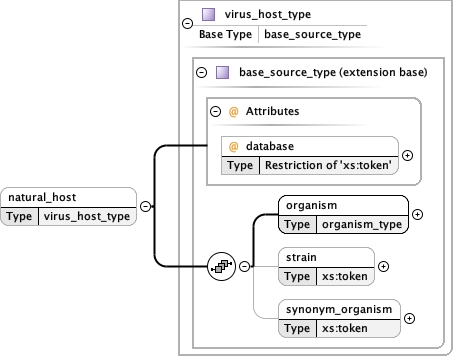 virus_host_type
Base Type base_source_type
base_source_type (extension base)
@ Attributes
@ database
Type Restriction of 'xs:token'
natural_host
Type virus_host_type
organism
Type organism_type
strain
Type xs:token
synonym_organism
Type xs:token